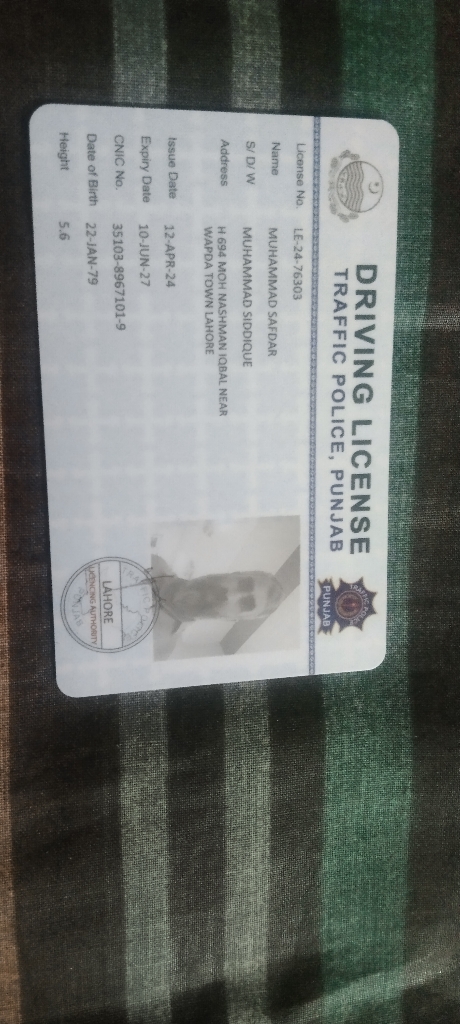 DRIVING LICENSE
TRAFFIC POLICE, PUNJAB
PUNJAB
License No. LE-24-76303
Name MUHAMMAD SAFDAR
S/ D/ W MUHAMMAD SIDDIQUE
Address H 694 MOH NASHMAN IQBAL NEAR
WAPDA TOWN LAHORE
Issue Date 12-APR-24
Expiry Date 10-JUN-27
CNIC No. 35103-8967101-9
Date of Birth 22-JAN-79
Height 5.6
LAHORE
LICENCING AUTHORITY
PUNJAB